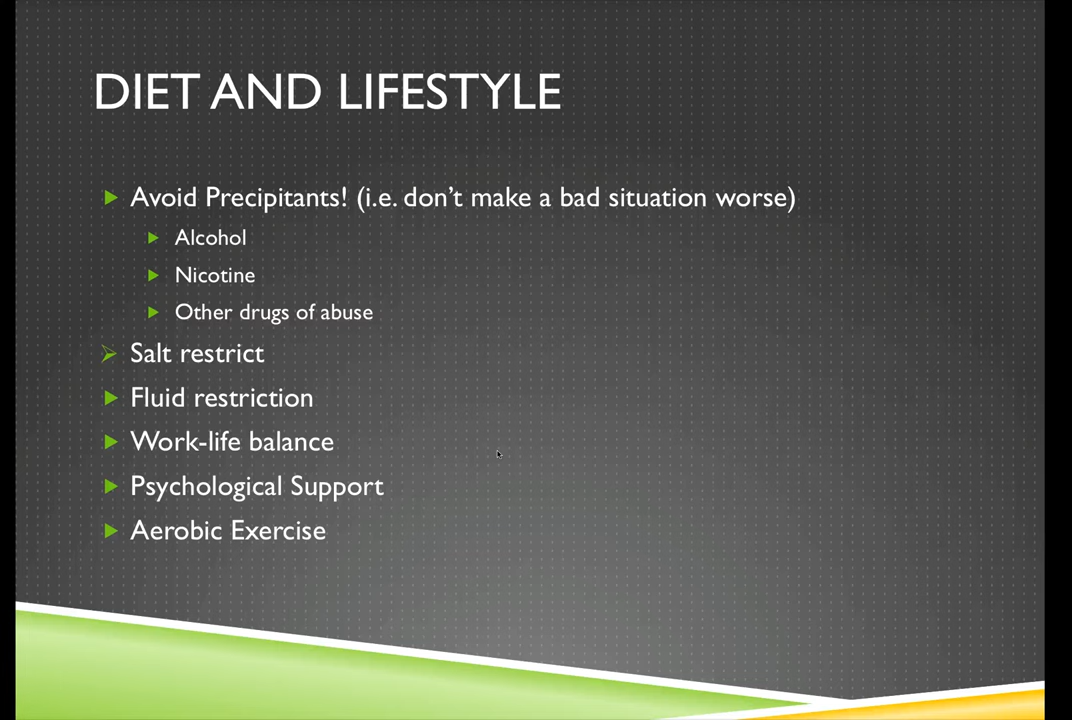 DIET AND LIFESTYLE
Avoid Precipitants! (i.e. don't make a bad situation worse)
Alcohol
Nicotine
Other drugs of abuse
Salt restrict
Fluid restriction
Work-life balance
Psychological Support
Aerobic Exercise